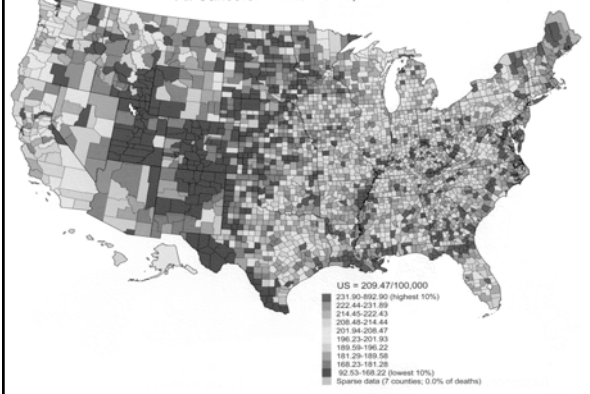 US = 209.47/100,000
231.90-892.90 (highest 10%)
222.44-231.89
214.45-222.43
208.48-214.44
201.94-208.47
196.23-201.93
189.59-196.22
181.29-189.58
168.23-181.28
92.53-168.22 (lowest 10%)
Sparse data (7 counties; 0.0% of deaths)